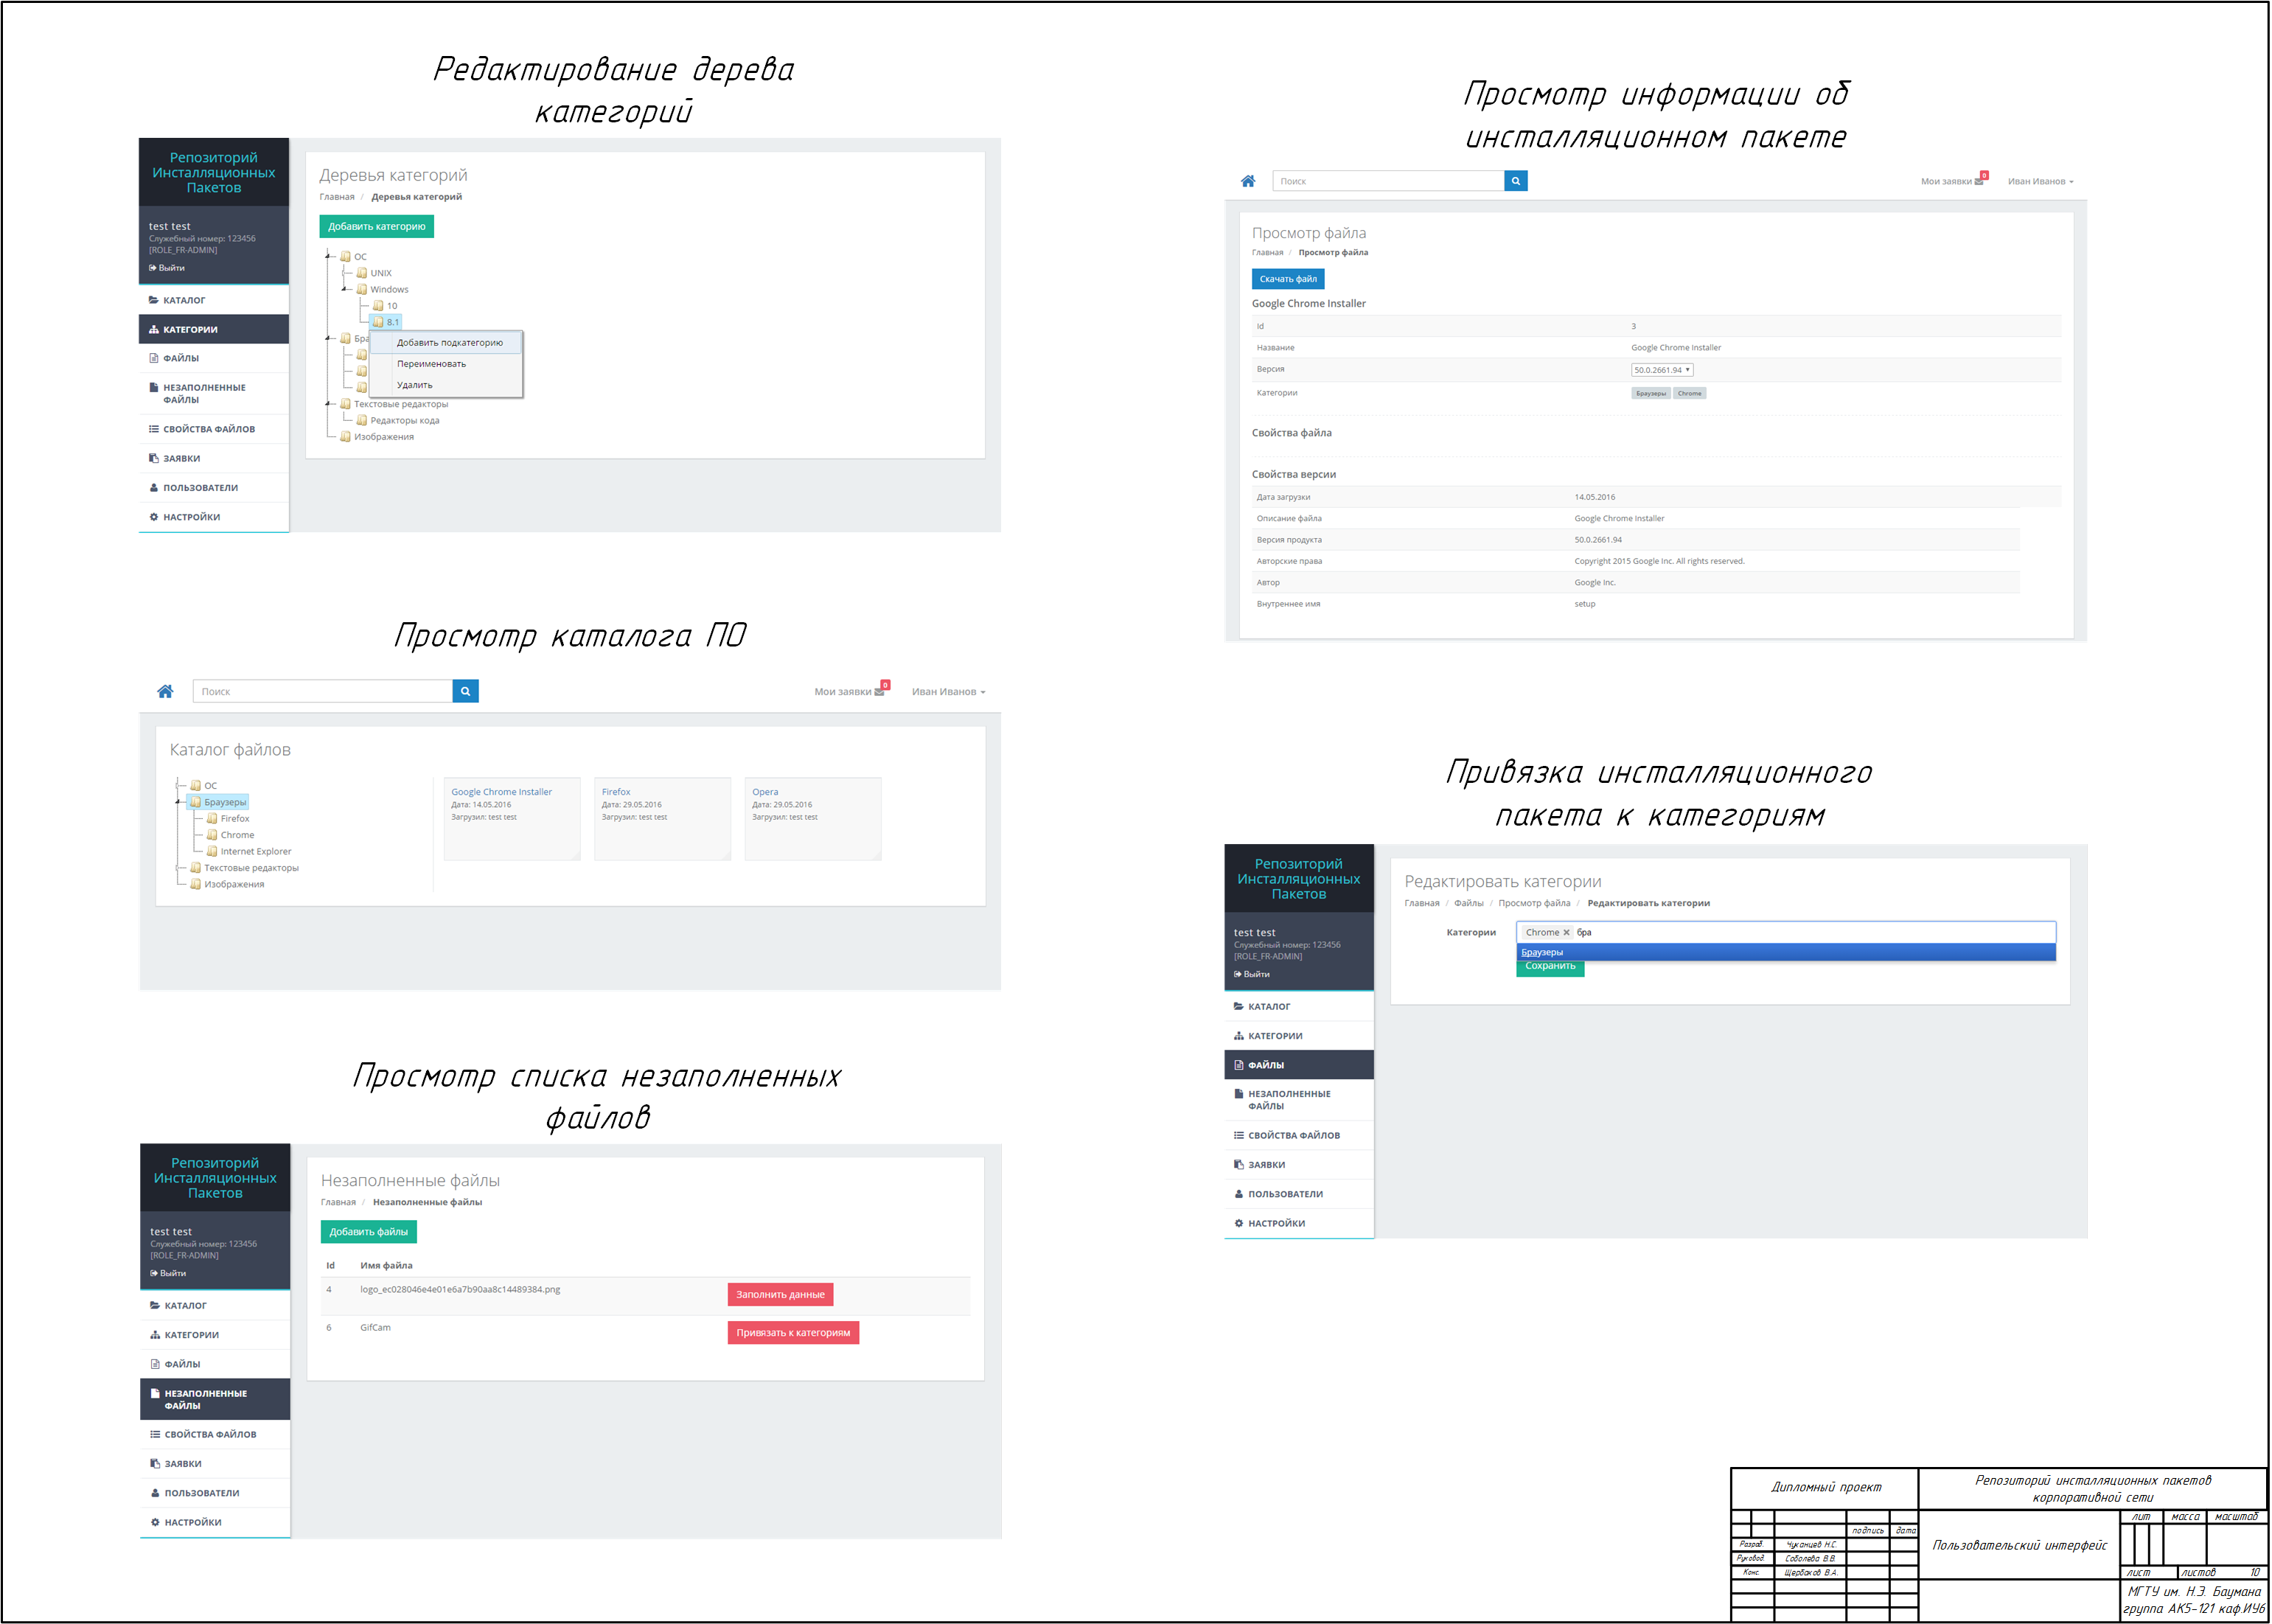 Редактирование дерева
категорий
Репозиторий
Инсталляционных
Пакетов
test test
Служебный номер: 123456
[ROLE_FR-ADMIN]
Выйти
КАТАЛОГ
КАТЕГОРИИ
ФАЙЛЫ
НЕЗАПОЛНЕННЫЕ
ФАЙЛЫ
СВОЙСТВА ФАЙЛОВ
ЗАЯВКИ
ПОЛЬЗОВАТЕЛИ
НАСТРОЙКИ
Деревья категорий
Главная / Деревья категорий
Добавить категорию
ОС
UNIX
Windows
10
8.1
Бра
Добавить подкатегорию
Переименовать
Удалить
Текстовые редакторы
Редакторы кода
Изображения
Просмотр каталога ПО
Поиск
Мои заявки 0
Иван Иванов
Каталог файлов
ОС
Браузеры
Firefox
Chrome
Internet Explorer
Текстовые редакторы
Изображения
Google Chrome Installer
Дата: 14.05.2016
Загрузил: test test
Firefox
Дата: 29.05.2016
Загрузил: test test
Opera
Дата: 29.05.2016
Загрузил: test test
Просмотр списка незаполненных
файлов
Репозиторий
Инсталляционных
Пакетов
test test
Служебный номер: 123456
[ROLE_FR-ADMIN]
Выйти
КАТАЛОГ
КАТЕГОРИИ
ФАЙЛЫ
НЕЗАПОЛНЕННЫЕ
ФАЙЛЫ
СВОЙСТВА ФАЙЛОВ
ЗАЯВКИ
ПОЛЬЗОВАТЕЛИ
НАСТРОЙКИ
Незаполненные файлы
Главная / Незаполненные файлы
Добавить файлы
Id Имя файла
4 logo_ec028046e4e01e6a7b90aa8c14489384.png Заполнить данные
6 GifCam Привязать к категориям
Просмотр информации об
инсталляционном пакете
Поиск
Мои заявки 0
Иван Иванов
Просмотр файла
Главная / Просмотр файла
Скачать файл
Google Chrome Installer
Id 3
Название Google Chrome Installer
Версия 50.0.2661.94
Категории Браузеры Chrome
Свойства файла
Свойства версии
Дата загрузки 14.05.2016
Описание файла Google Chrome Installer
Версия продукта 50.0.2661.94
Авторские права Copyright 2015 Google Inc. All rights reserved.
Автор Google Inc.
Внутреннее имя setup
Привязка инсталляционного
пакета к категориям
Репозиторий
Инсталляционных
Пакетов
test test
Служебный номер: 123456
[ROLE_FR-ADMIN]
Выйти
КАТАЛОГ
КАТЕГОРИИ
ФАЙЛЫ
НЕЗАПОЛНЕННЫЕ
ФАЙЛЫ
СВОЙСТВА ФАЙЛОВ
ЗАЯВКИ
ПОЛЬЗОВАТЕЛИ
НАСТРОЙКИ
Редактировать категории
Главная / Файлы / Просмотр файла / Редактировать категории
Категории Chrome × бра
Браузеры
Сохранить
Дипломный проект
Репозиторий инсталляционных пакетов
корпоративной сети
подпись дата
Разраб. Чуканцев Н.С.
Руковод. Соболева В.В.
Конс. Щербаков В.А.
Пользовательский интерфейс
лит масса масштаб
лист листов 10
МГТУ им. Н.Э. Баумана
группа АК5-121 каф.ИУ6